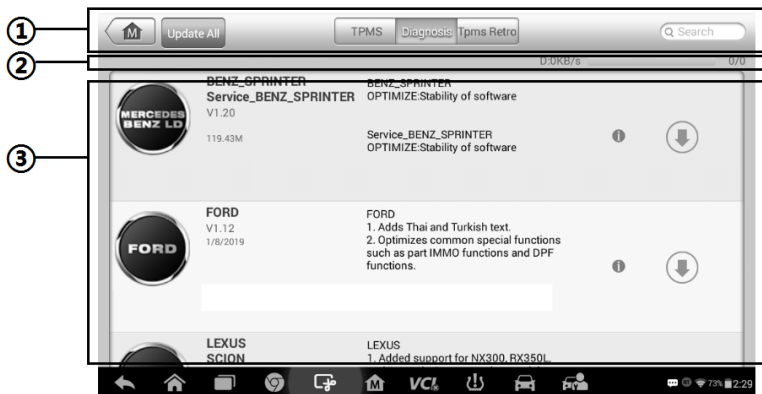 ①
M
Update All
TPMS
Diagnosis
Tpms Retro
Search
②
D:0KB/s
0/0
③
MERCEDES
BENZ LD
BENZ_SPRINTER
Service_BENZ_SPRINTER
V1.20
119.43M
BENZ_SPRINTER
OPTIMIZE:Stability of software
Service_BENZ_SPRINTER
OPTIMIZE:Stability of software
i
FORD
FORD
V1.12
1/8/2019
FORD
1. Adds Thai and Turkish text.
2. Optimizes common special functions
such as part IMMO functions and DPF
functions.
i
LEXUS
SCION
LEXUS
1. Added support for NX300, RX350L,
M
VCI
73%
2:29